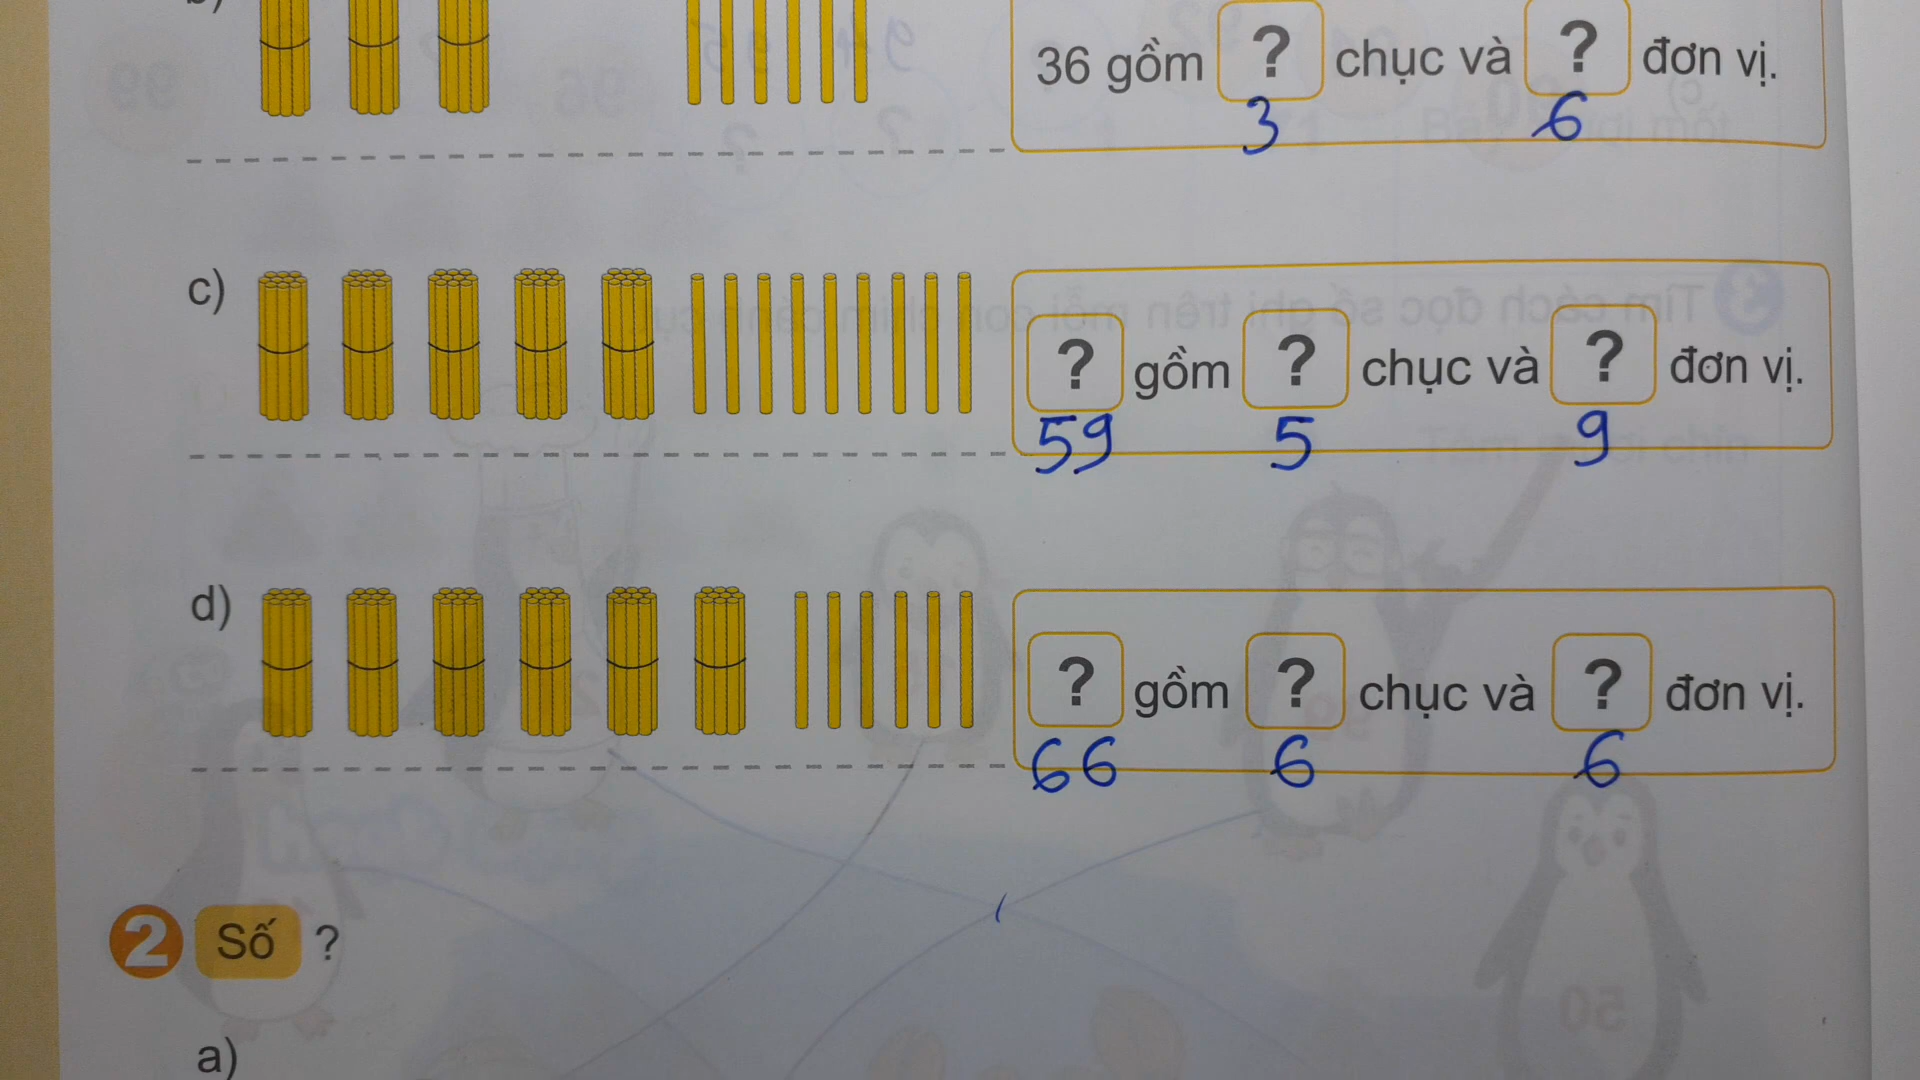 36 gồm ? chục và ? đơn vị.
3 6
c)
? gồm ? chục và ? đơn vị.
59 5 9
d)
? gồm ? chục và ? đơn vị.
66 6 6
2 Số ?
a)